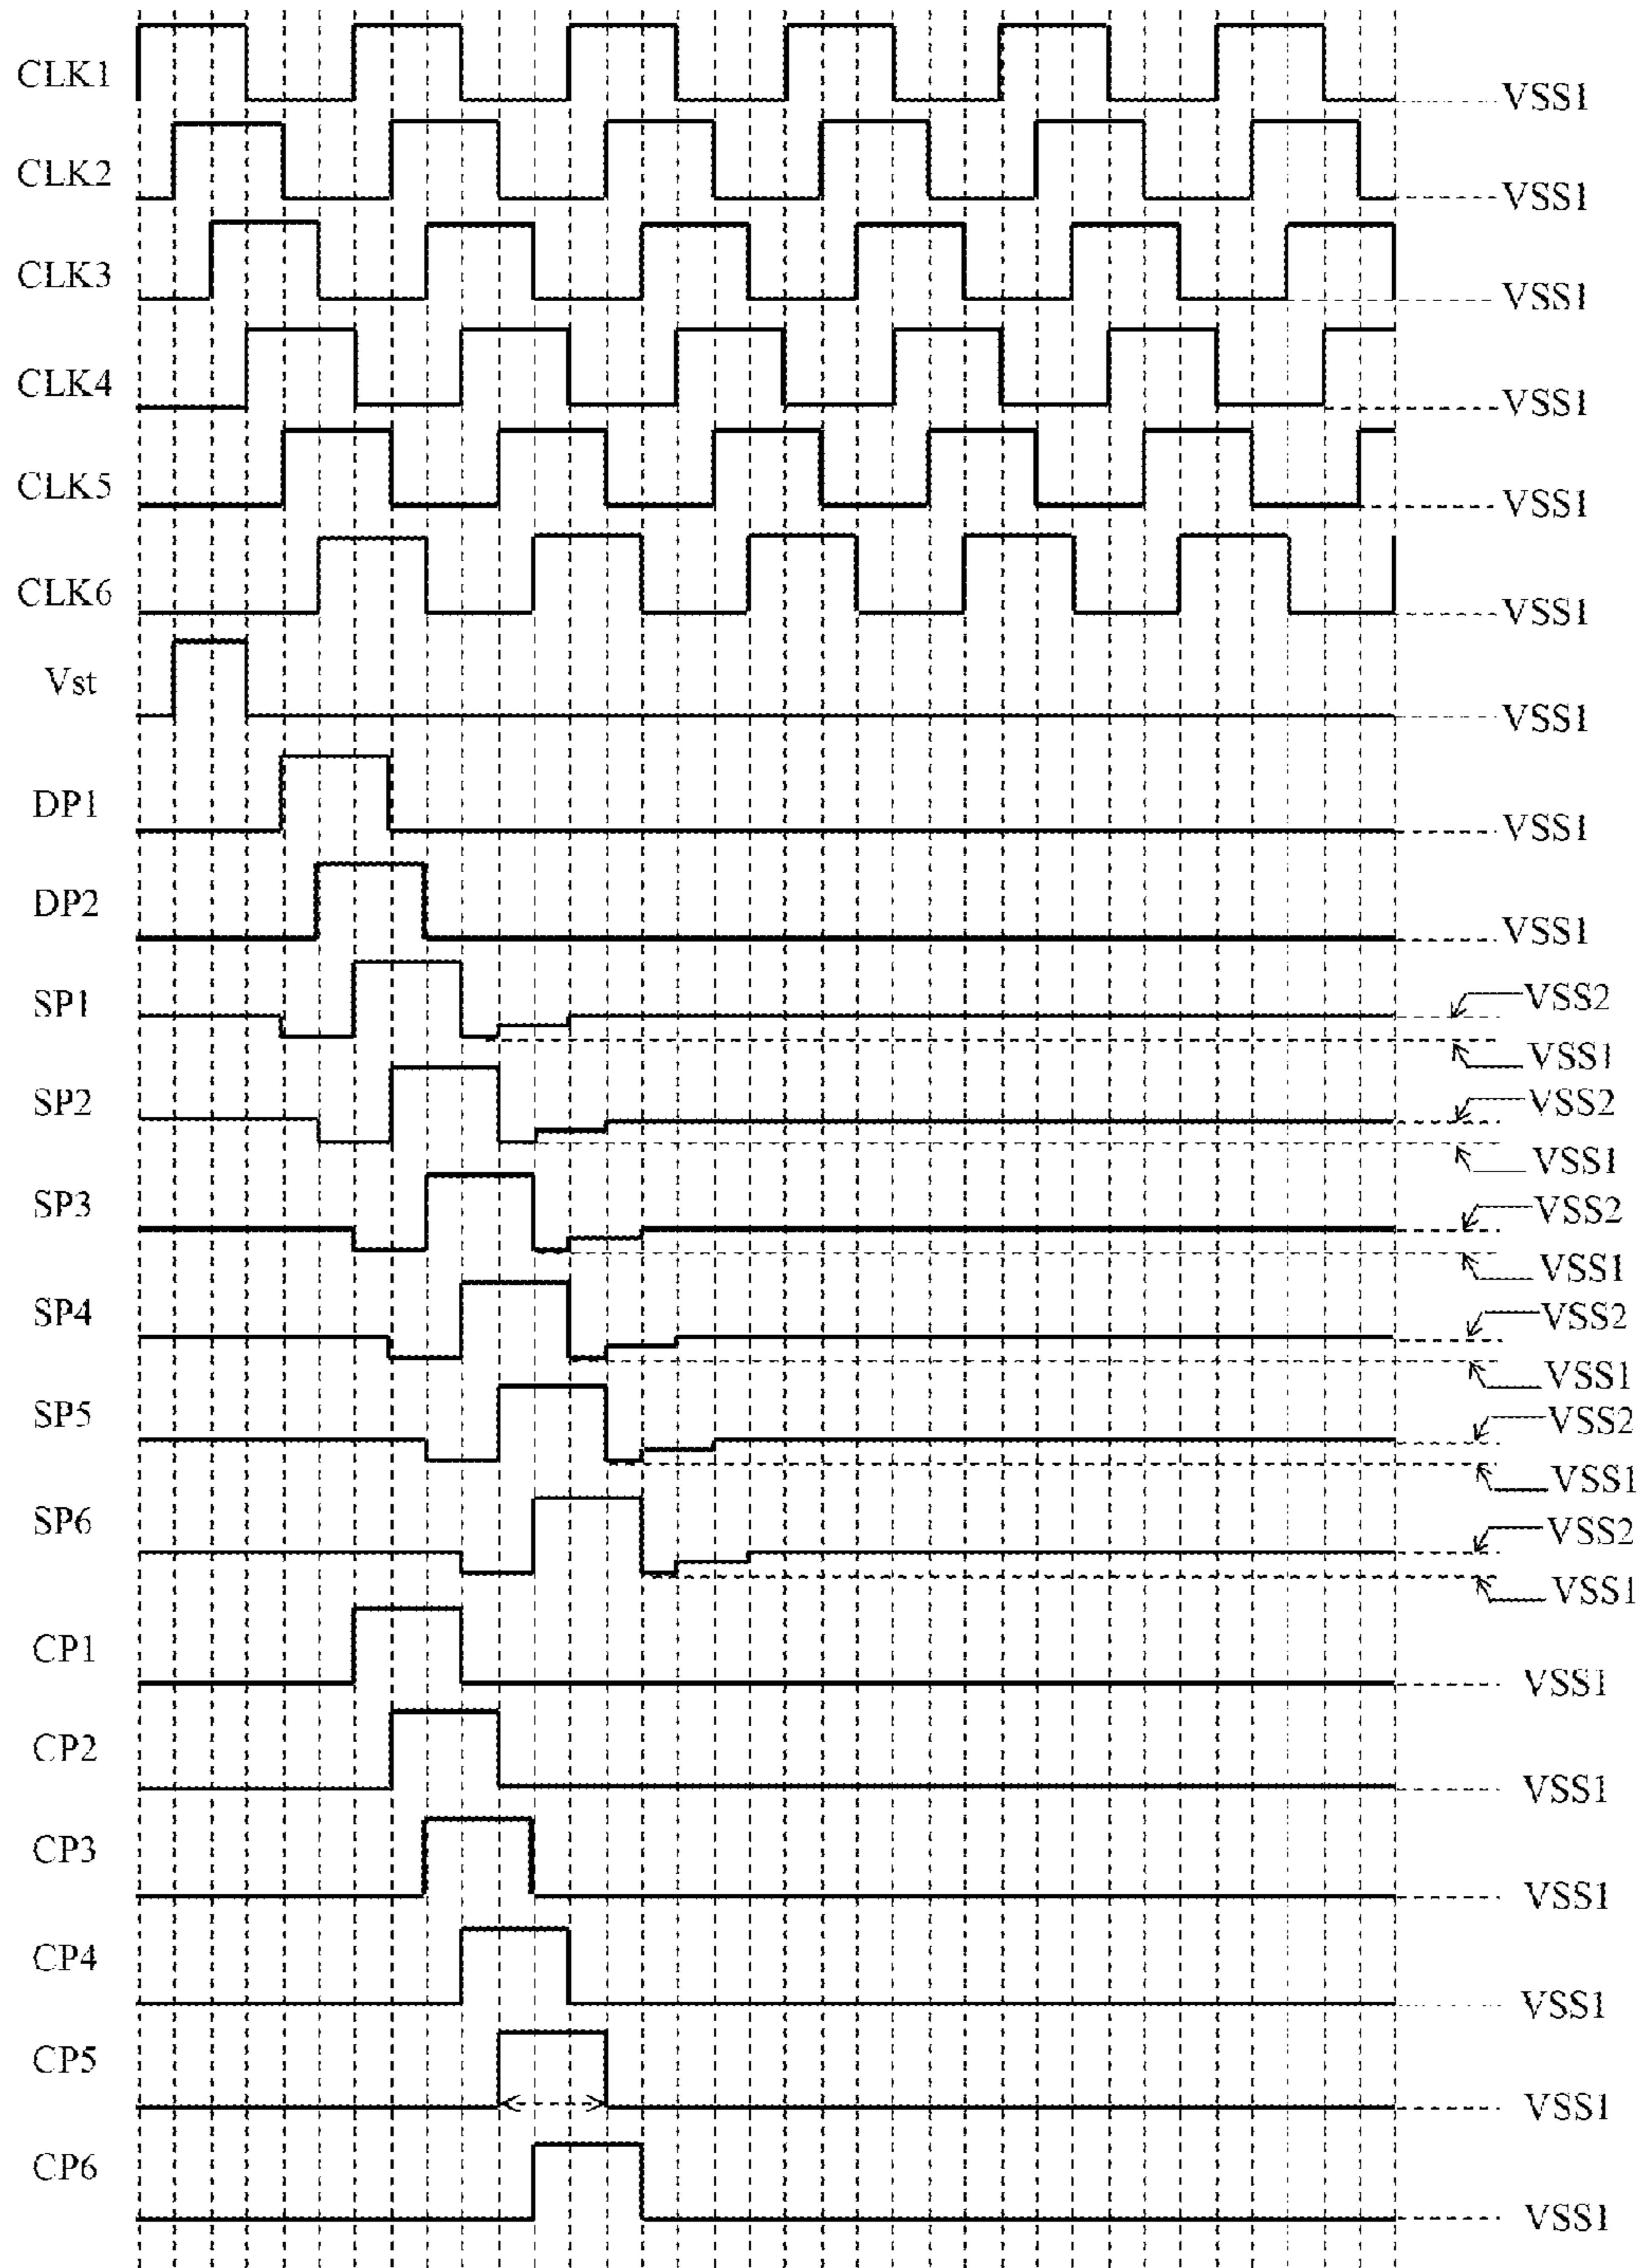 CLK1
VSS1
CLK2
VSS1
CLK3
VSS1
CLK4
VSS1
CLK5
VSS1
CLK6
VSS1
Vst
VSS1
DP1
VSS1
DP2
VSS1
SP1
VSS2
VSS1
SP2
VSS2
VSS1
SP3
VSS2
VSS1
SP4
VSS2
VSS1
SP5
VSS2
VSS1
SP6
VSS2
VSS1
CP1
VSS1
CP2
VSS1
CP3
VSS1
CP4
VSS1
CP5
VSS1
CP6
VSS1